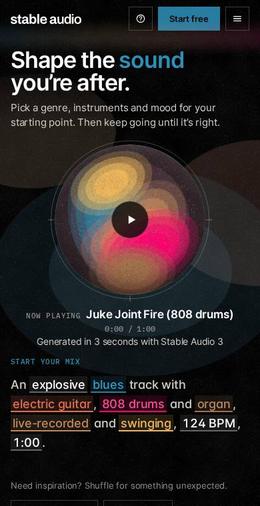 stable audio
Start free
Shape the sound
you're after.
Pick a genre, instruments and mood for your
starting point. Then keep going until it's right.
NOW PLAYING Juke Joint Fire (808 drums)
0:00 / 1:00
Generated in 3 seconds with Stable Audio 3
START YOUR MIX
An explosive blues track with
electric guitar, 808 drums and organ,
live-recorded and swinging, 124 BPM,
1:00.
Need inspiration? Shuffle for something unexpected.